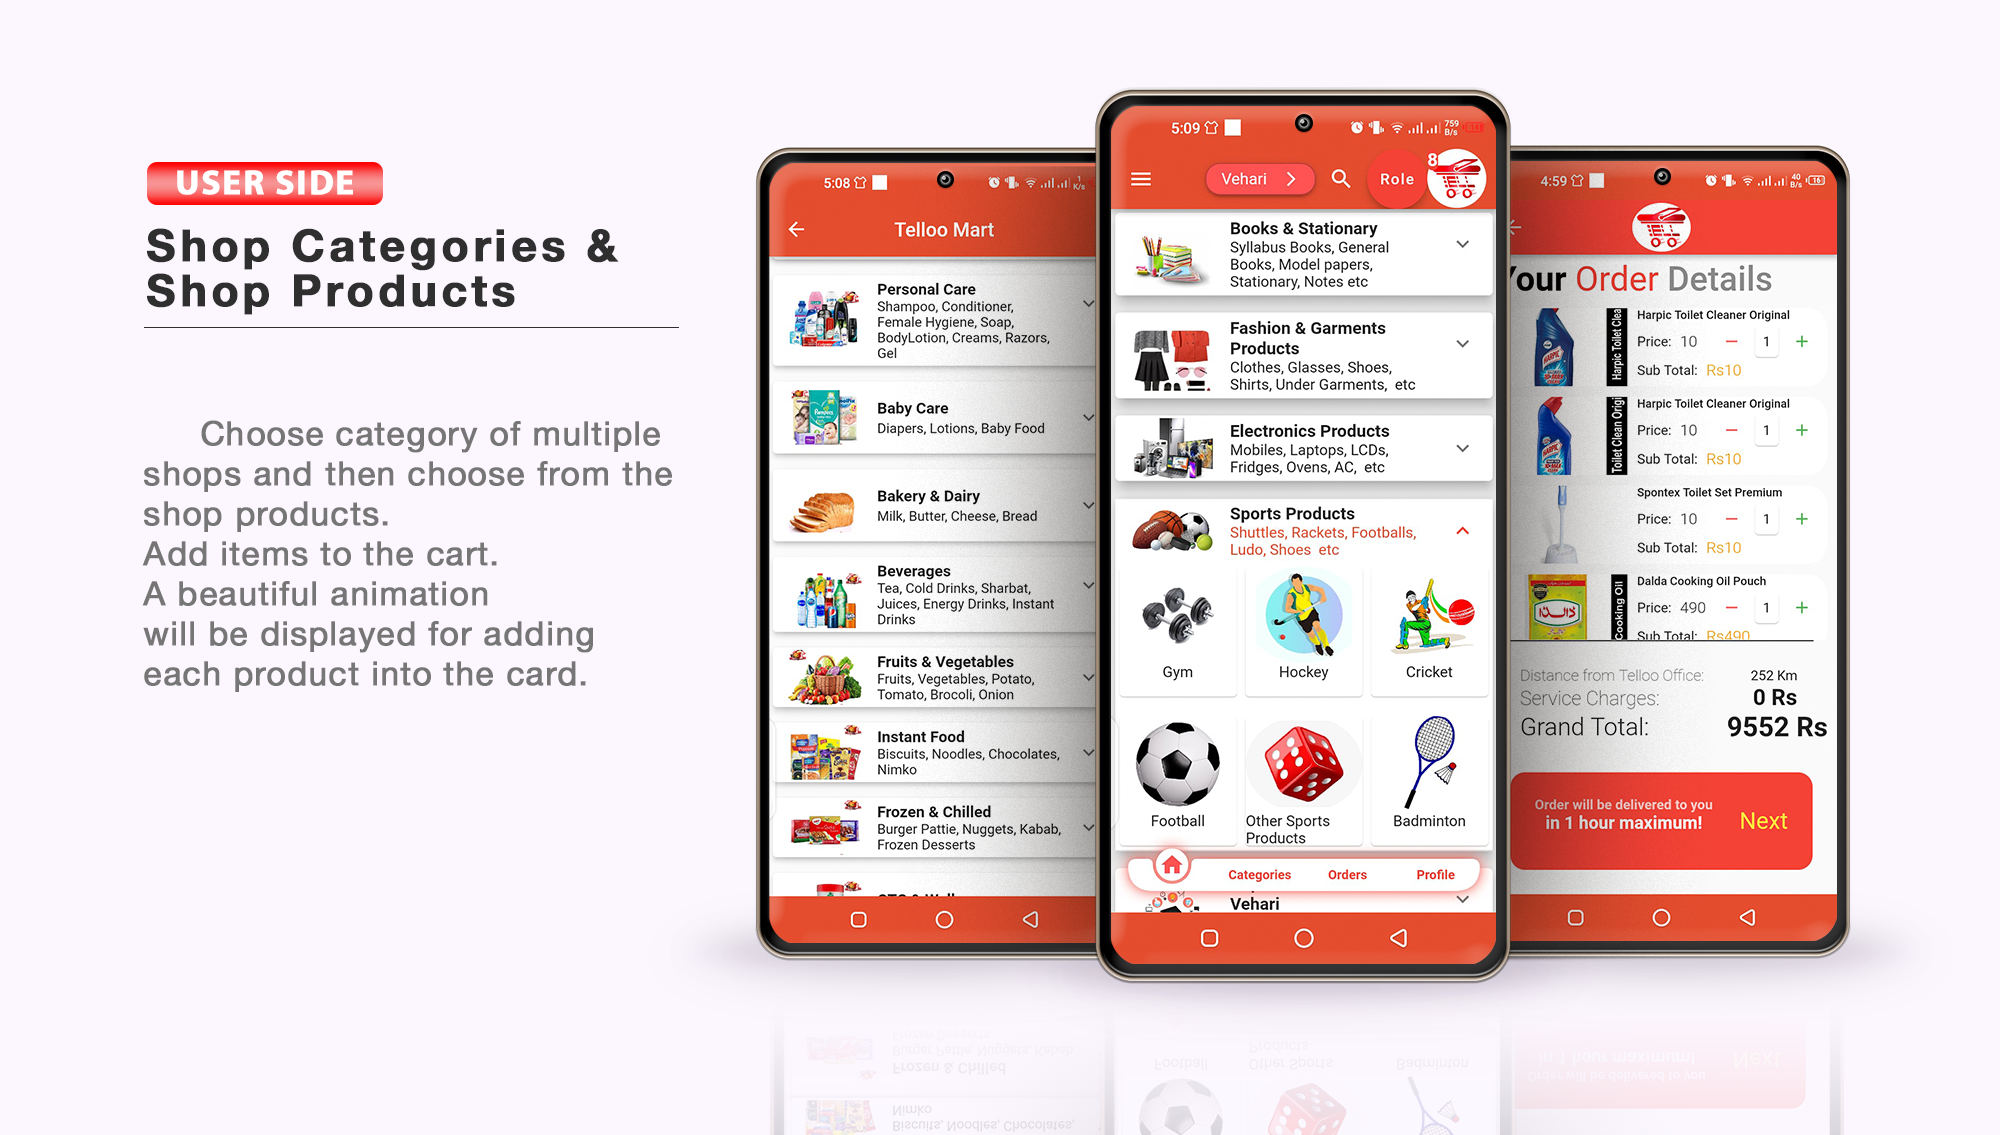 USER SIDE
Shop Categories &
Shop Products
Choose category of multiple
shops and then choose from the
shop products.
Add items to the cart.
A beautiful animation
will be displayed for adding
each product into the card.
5:08
Telloo Mart
Personal Care
Shampoo, Conditioner,
Female Hygiene, Soap,
BodyLotion, Creams, Razors,
Gel
Baby Care
Diapers, Lotions, Baby Food
Bakery & Dairy
Milk, Butter, Cheese, Bread
Beverages
Tea, Cold Drinks, Sharbat,
Juices, Energy Drinks, Instant
Drinks
Fruits & Vegetables
Fruits, Vegetables, Potato,
Tomato, Brocoli, Onion
Instant Food
Biscuits, Noodles, Chocolates,
Nimko
Frozen & Chilled
Burger Pattie, Nuggets, Kabab,
Frozen Desserts
5:09
759
B/s
Vehari
Role
8
Books & Stationary
Syllabus Books, General
Books, Model papers,
Stationary, Notes etc
Fashion & Garments
Products
Clothes, Glasses, Shoes,
Shirts, Under Garments, etc
Electronics Products
Mobiles, Laptops, LCDs,
Fridges, Ovens, AC, etc
Sports Products
Shuttles, Rackets, Footballs,
Ludo, Shoes etc
Gym
Hockey
Cricket
Football
Other Sports
Products
Badminton
Categories
Orders
Profile
Vehari
4:59
40
B/s
16
Your Order Details
Harpic Toilet Clea
Harpic Toilet Cleaner Original
Price: 10
1
Sub Total: Rs10
Toilet Clean Origi
Harpic Toilet Cleaner Original
Price: 10
1
Sub Total: Rs10
Spontex Toilet Set Premium
Price: 10
1
Sub Total: Rs10
Cooking Oil
Dalda Cooking Oil Pouch
Price: 490
1
Sub Total: Rs490
Distance from Telloo Office: 252 Km
Service Charges: 0 Rs
Grand Total: 9552 Rs
Order will be delivered to you
in 1 hour maximum!
Next